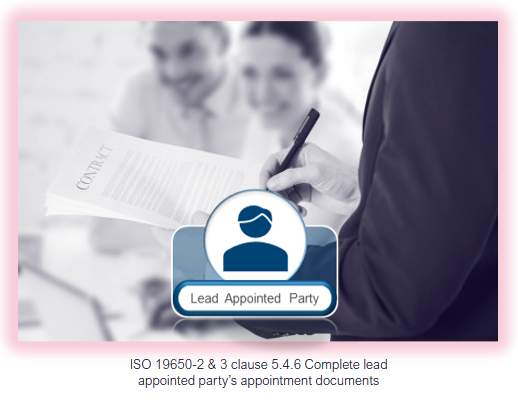 CONTRACT
Lead Appointed Party
ISO 19650-2 & 3 clause 5.4.6 Complete lead
appointed party's appointment documents